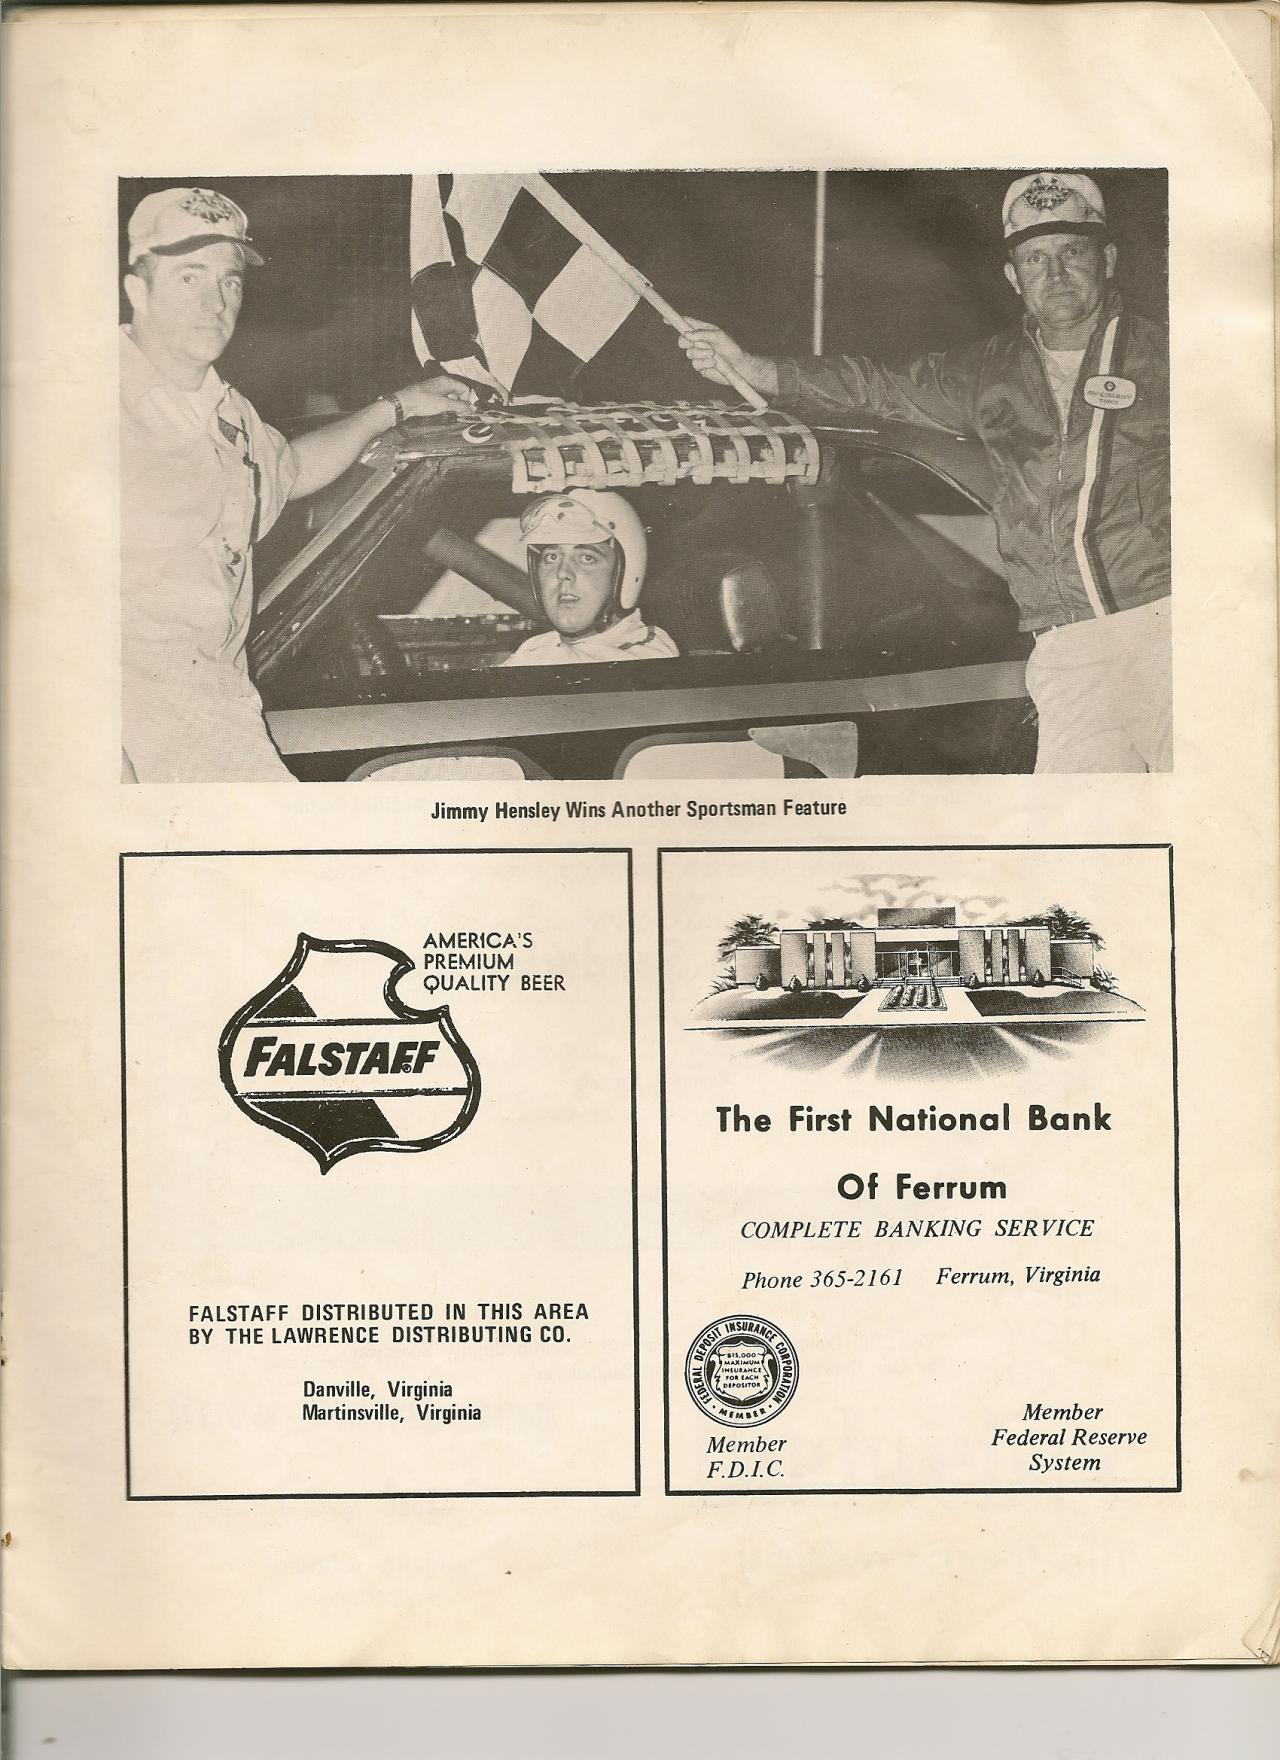 Jimmy Hensley Wins Another Sportsman Feature
AMERICA'S
PREMIUM
QUALITY BEER
FALSTAFF®
FALSTAFF DISTRIBUTED IN THIS AREA
BY THE LAWRENCE DISTRIBUTING CO.
Danville, Virginia
Martinsville, Virginia
The First National Bank
Of Ferrum
COMPLETE BANKING SERVICE
Phone 365-2161 Ferrum, Virginia
FEDERAL DEPOSIT INSURANCE CORPORATION
$15,000
MAXIMUM
INSURANCE
FOR EACH
DEPOSITOR
• MEMBER •
Member
F.D.I.C.
Member
Federal Reserve
System